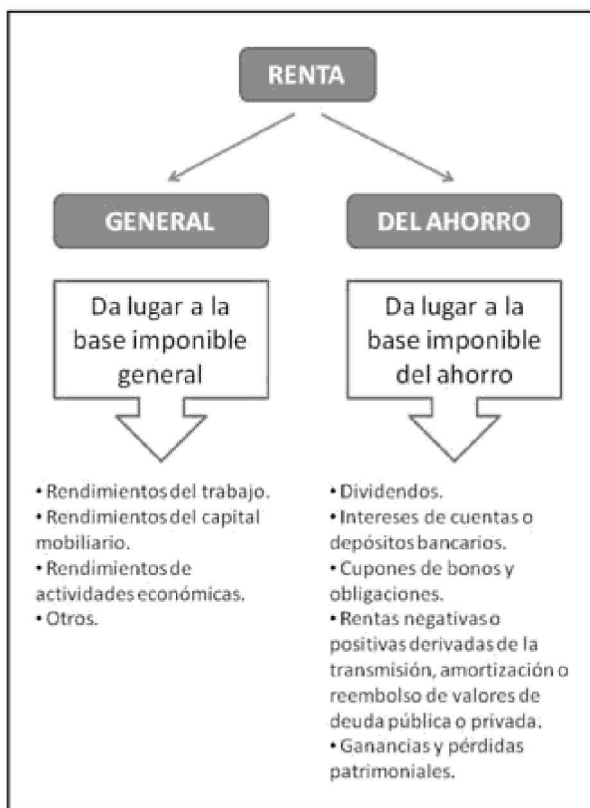 RENTA
GENERAL
DEL AHORRO
Da lugar a la
base imponible
general
Da lugar a la
base imponible
del ahorro
• Rendimientos del trabajo.
• Rendimientos del capital
mobiliario.
• Rendimientos de
actividades económicas.
• Otros.
• Dividendos.
• Intereses de cuentas o
depósitos bancarios.
• Cupones de bonos y
obligaciones.
• Rentas negativas o
positivas derivadas de la
transmisión, amortización o
reembolso de valores de
deuda pública o privada.
• Ganancias y pérdidas
patrimoniales.